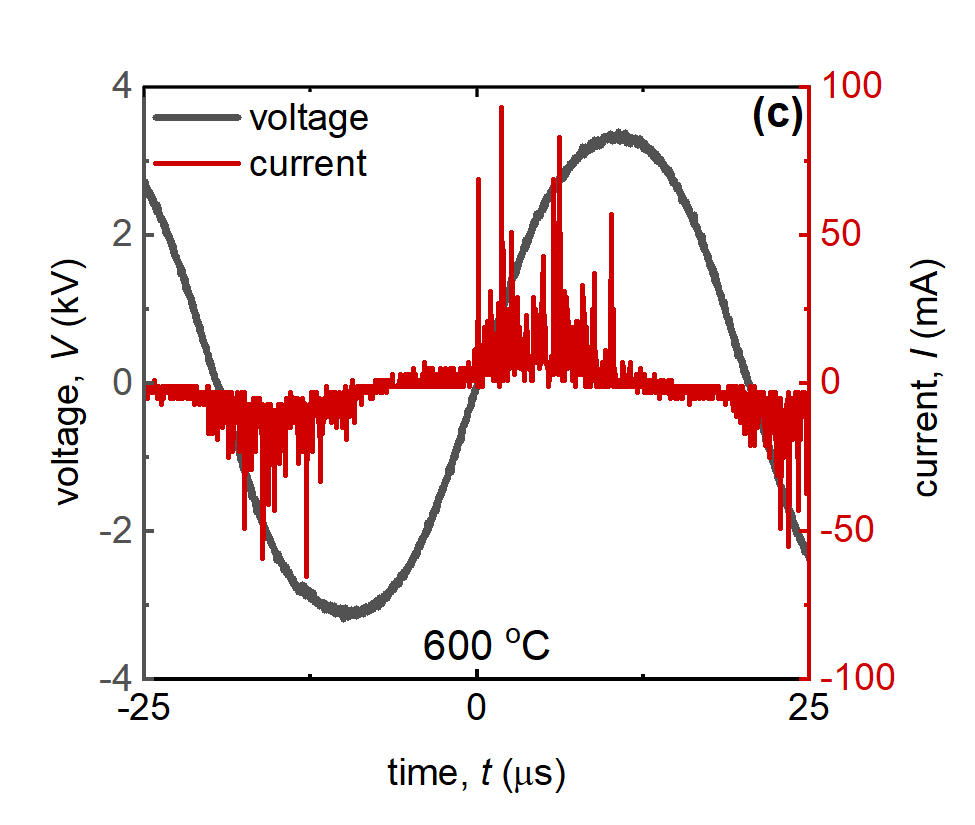 4
100
(c)
voltage
current
2
50
voltage, V (kV)
0
0
current, I (mA)
-2
-50
600 °C
-4
-100
-25
0
25
time, t (μs)